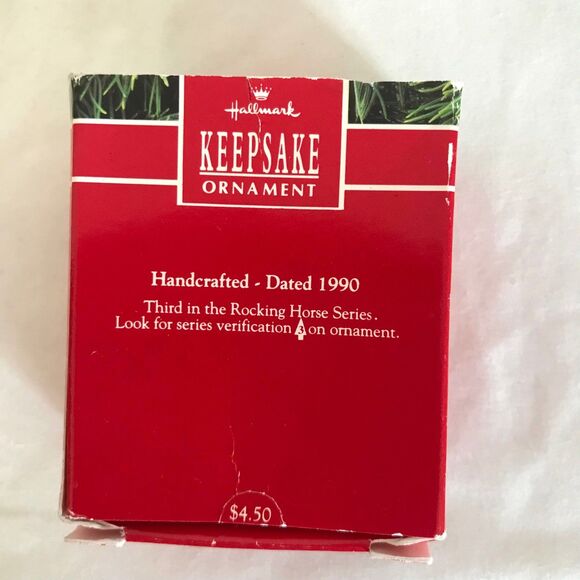 Hallmark
KEEPSAKE
ORNAMENT
Handcrafted - Dated 1990
Third in the Rocking Horse Series.
Look for series verification 3 on ornament.
$4.50